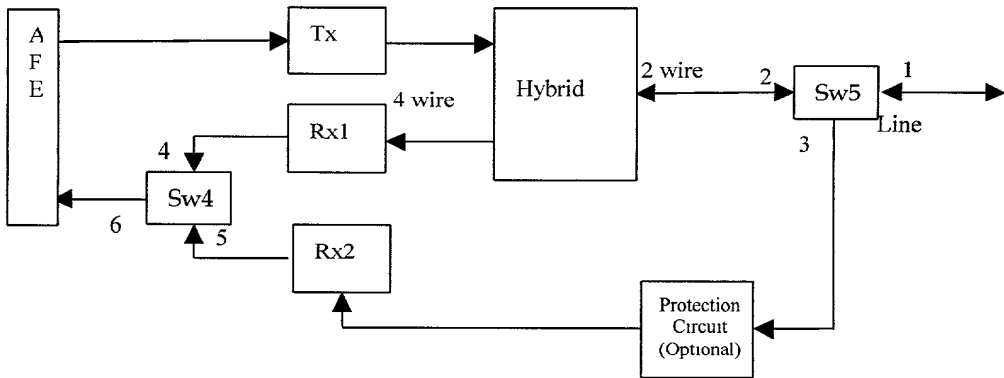 A
F
E
Tx
Hybrid
2 wire
2
Sw5
1
Line
3
4 wire
Rx1
4
Sw4
6
5
Rx2
Protection
Circuit
(Optional)